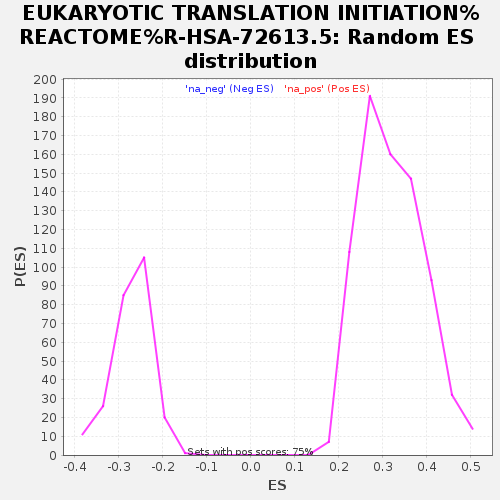 EUKARYOTIC TRANSLATION INITIATION%
REACTOME%R-HSA-72613.5: Random ES
distribution
'na_neg' (Neg ES) 'na_pos' (Pos ES)
200
190
180
170
160
150
140
130
120
110
100
90
80
70
60
50
40
30
20
10
0
P(ES)
Sets with pos scores: 75%
-0.4 -0.3 -0.2 -0.1 0.0 0.1 0.2 0.3 0.4 0.5
ES